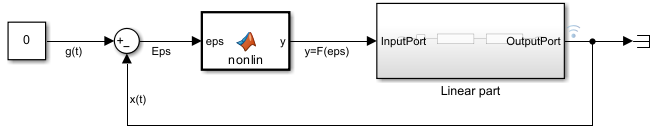 0
g(t)
Eps
eps
y
nonlin
y=F(eps)
InputPort
OutputPort
Linear part
x(t)